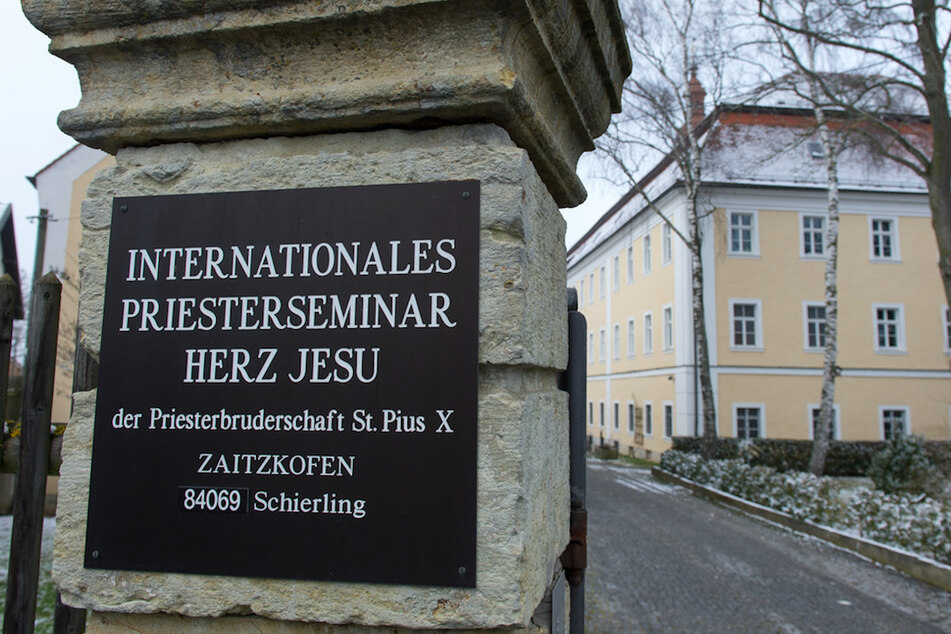 INTERNATIONALES
PRIESTERSEMINAR
HERZ JESU
der Priesterbruderschaft St. Pius X
ZAITZKOFEN
84069 Schierling